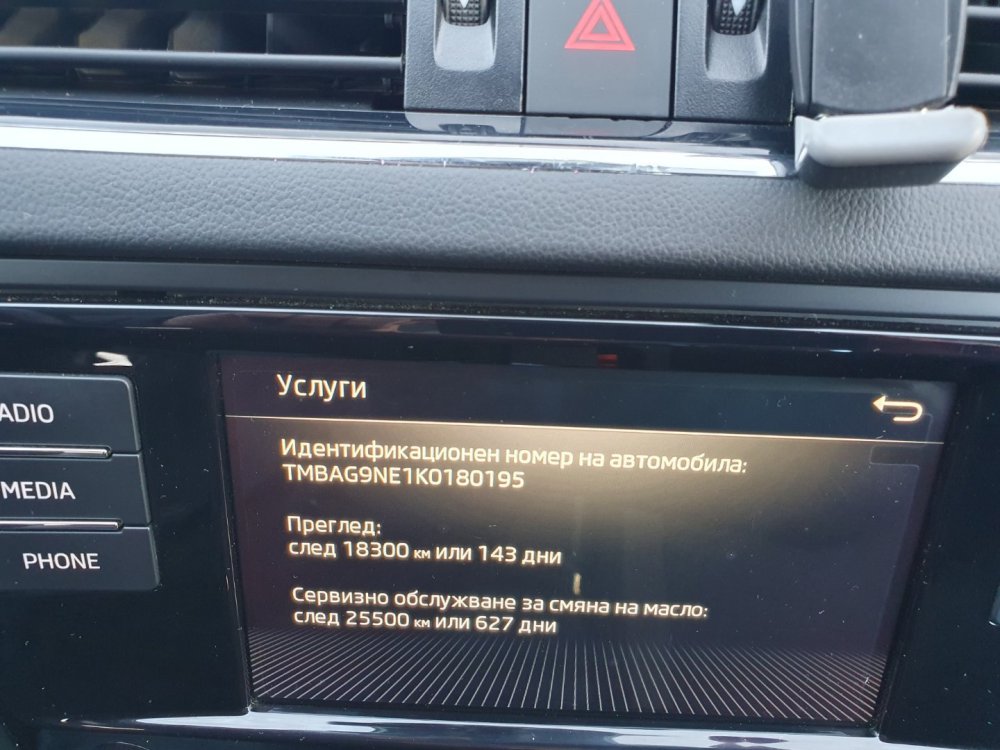 Услуги
Идентификационен номер на автомобила:
TMBAG9NE1K0180195
Преглед:
след 18300 км или 143 дни
Сервизно обслужване за смяна на масло:
след 25500 км или 627 дни
ADIO
MEDIA
PHONE